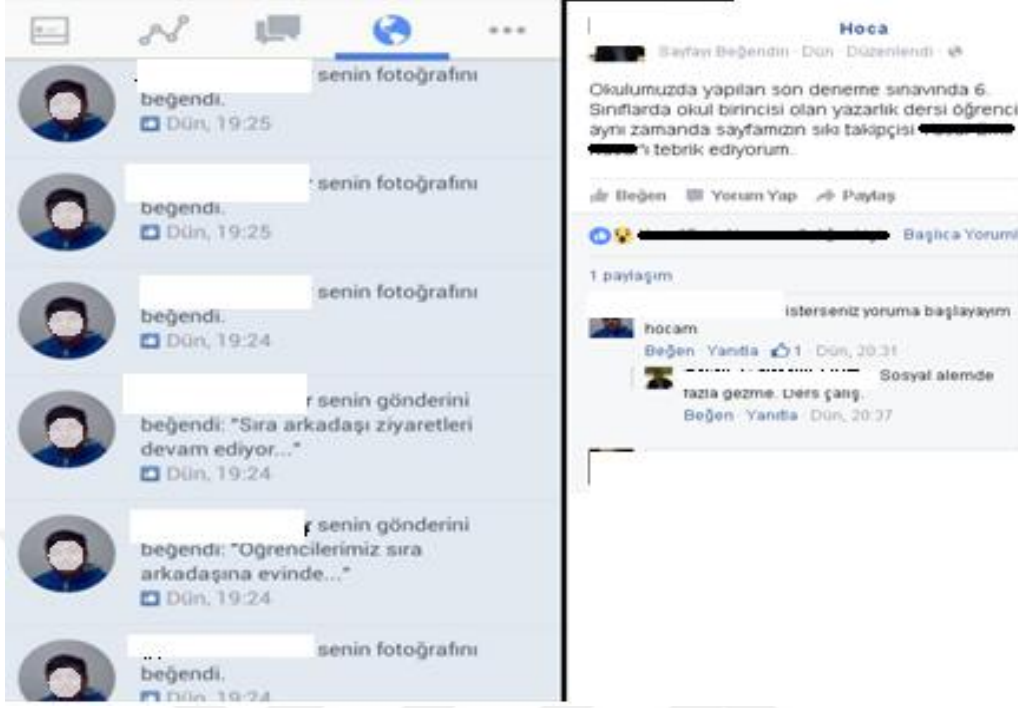 senin fotoğrafını
beğendi.
Dün, 19:25
senin fotoğrafını
beğendi.
Dün, 19:25
senin fotoğrafını
beğendi.
Dün, 19:24
senin gönderini
beğendi: "Sıra arkadaşı ziyaretleri
devam ediyor..."
Dün, 19:24
senin gönderini
beğendi: "Öğrencilerimiz sıra
arkadaşına evinde..."
Dün, 19:24
senin fotoğrafını
beğendi.
Dün, 19:24
Hoca
Sayfayı Beğendin · Dün · Düzenlendi ·
Okulumuzda yapılan son deneme sınavında 6.
Sınıflarda okul birincisi olan yazarlık dersi öğrenci
aynı zamanda sayfamızın sıkı takipçisi
'ı tebrik ediyorum.
Beğen Yorum Yap Paylaş
Başlıca Yoruml
1 paylaşım
isterseniz yoruma başlayayım
hocam
Beğen · Yanıtla · 1 · Dün, 20:31
Sosyal alemde
fazla gezme. Ders çalış.
Beğen · Yanıtla · Dün, 20:37